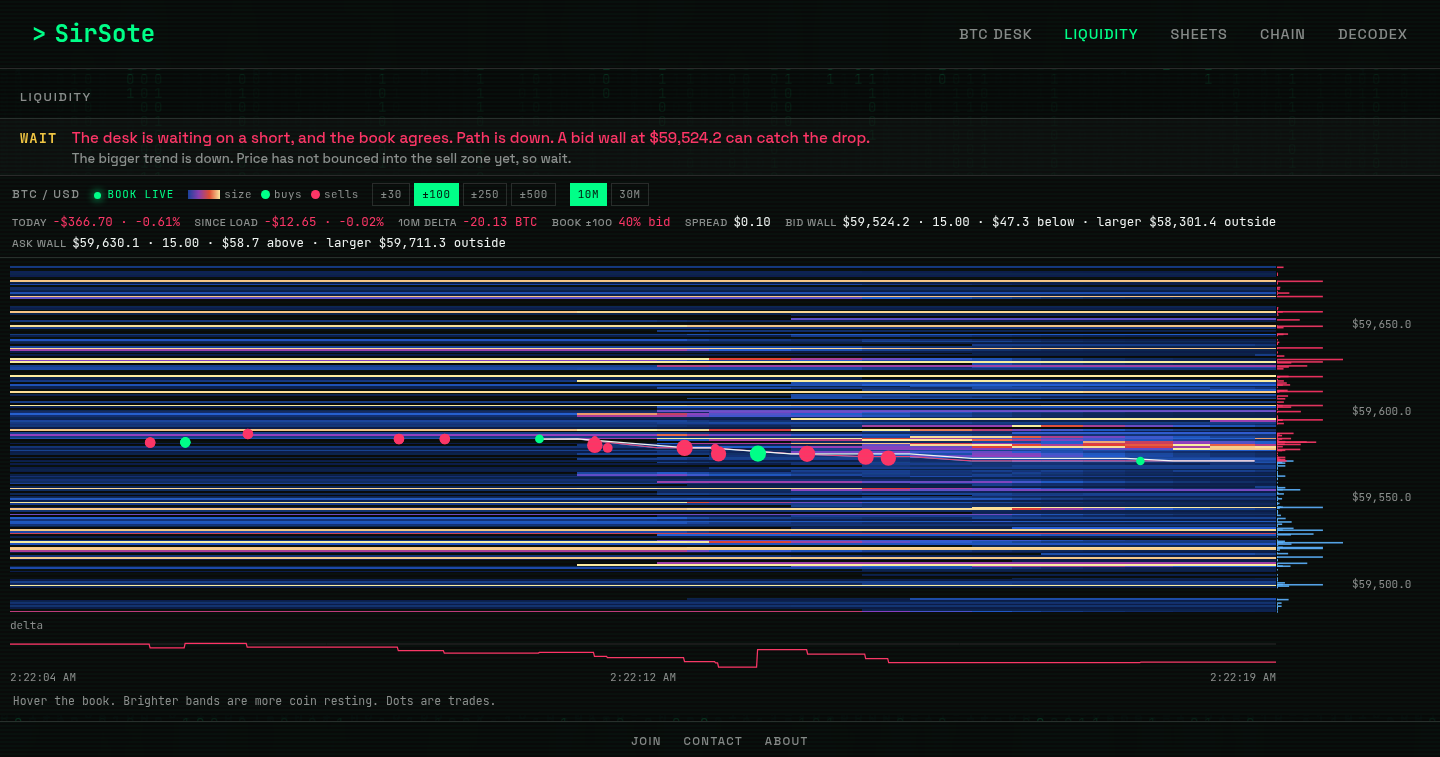 > SirSote
BTC DESK LIQUIDITY SHEETS CHAIN DECODEX
LIQUIDITY
WAIT The desk is waiting on a short, and the book agrees. Path is down. A bid wall at $59,524.2 can catch the drop.
The bigger trend is down. Price has not bounced into the sell zone yet, so wait.
BTC / USD BOOK LIVE size buys sells ±30 ±100 ±250 ±500 10M 30M
TODAY -$366.70 · -0.61% SINCE LOAD -$12.65 · -0.02% 10M DELTA -20.13 BTC BOOK ±100 40% bid SPREAD $0.10 BID WALL $59,524.2 · 15.00 · $47.3 below · larger $58,301.4 outside
ASK WALL $59,630.1 · 15.00 · $58.7 above · larger $59,711.3 outside
$59,650.0
$59,600.0
$59,550.0
$59,500.0
delta
2:22:04 AM 2:22:12 AM 2:22:19 AM
Hover the book. Brighter bands are more coin resting. Dots are trades.
JOIN CONTACT ABOUT